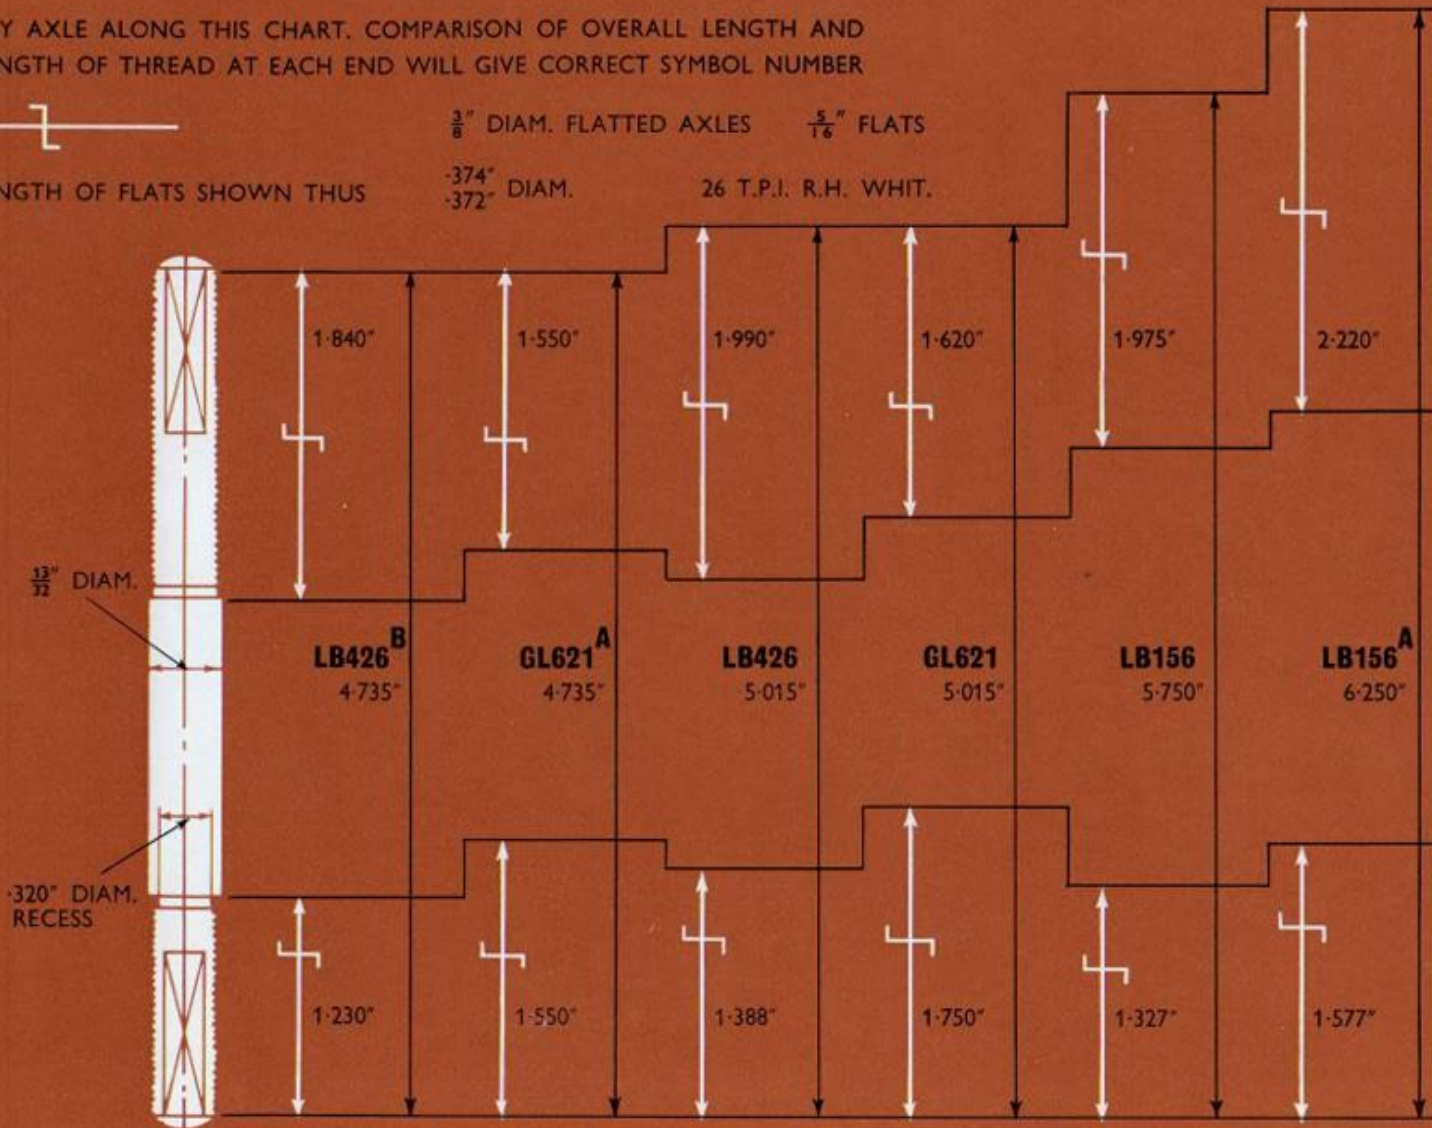 Y AXLE ALONG THIS CHART. COMPARISON OF OVERALL LENGTH AND
NGTH OF THREAD AT EACH END WILL GIVE CORRECT SYMBOL NUMBER
3/8" DIAM. FLATTED AXLES 5/16" FLATS
NGTH OF FLATS SHOWN THUS ·374" ·372" DIAM. 26 T.P.I. R.H. WHIT.
1·840" 1·550" 1·990" 1·620" 1·975" 2·220"
13/32" DIAM.
LB426B GL621A LB426 GL621 LB156 LB156A
4·735" 4·735" 5·015" 5·015" 5·750" 6·250"
·320" DIAM.
RECESS
1·230" 1·550" 1·388" 1·750" 1·327" 1·577"